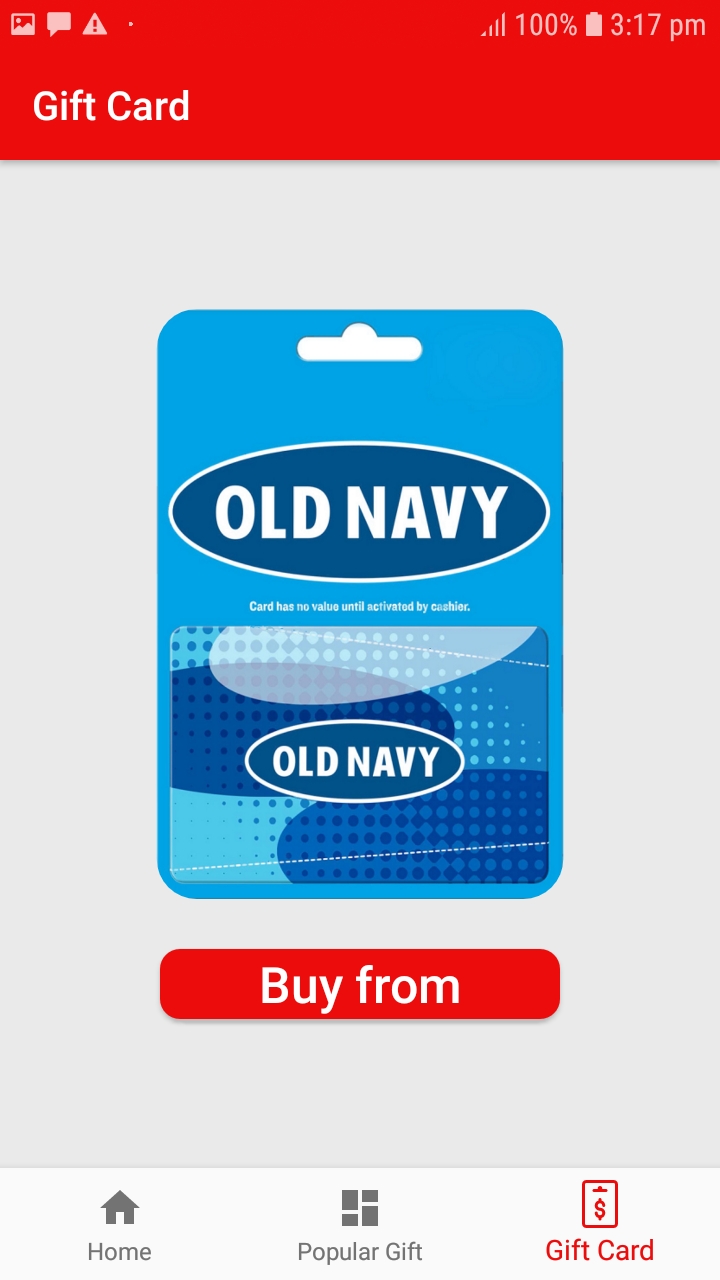 100% 3:17 pm
Gift Card
OLD NAVY
Card has no value until activated by cashier.
OLD NAVY
Buy from
Home Popular Gift Gift Card